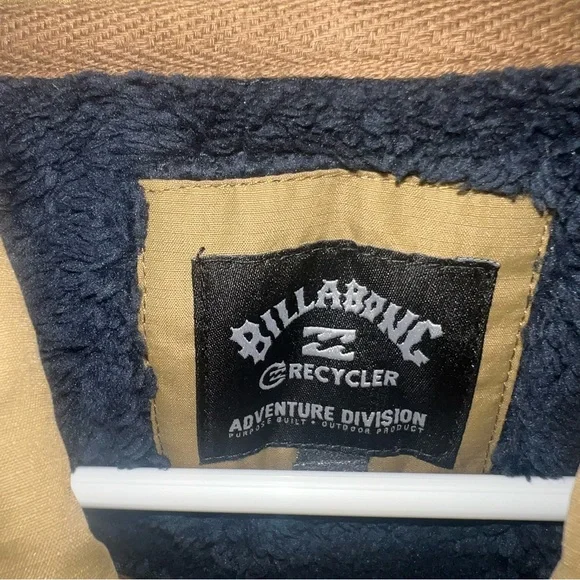 BILLABONG
RECYCLER
ADVENTURE DIVISION
PURPOSE BUILT • OUTDOOR PRODUCT